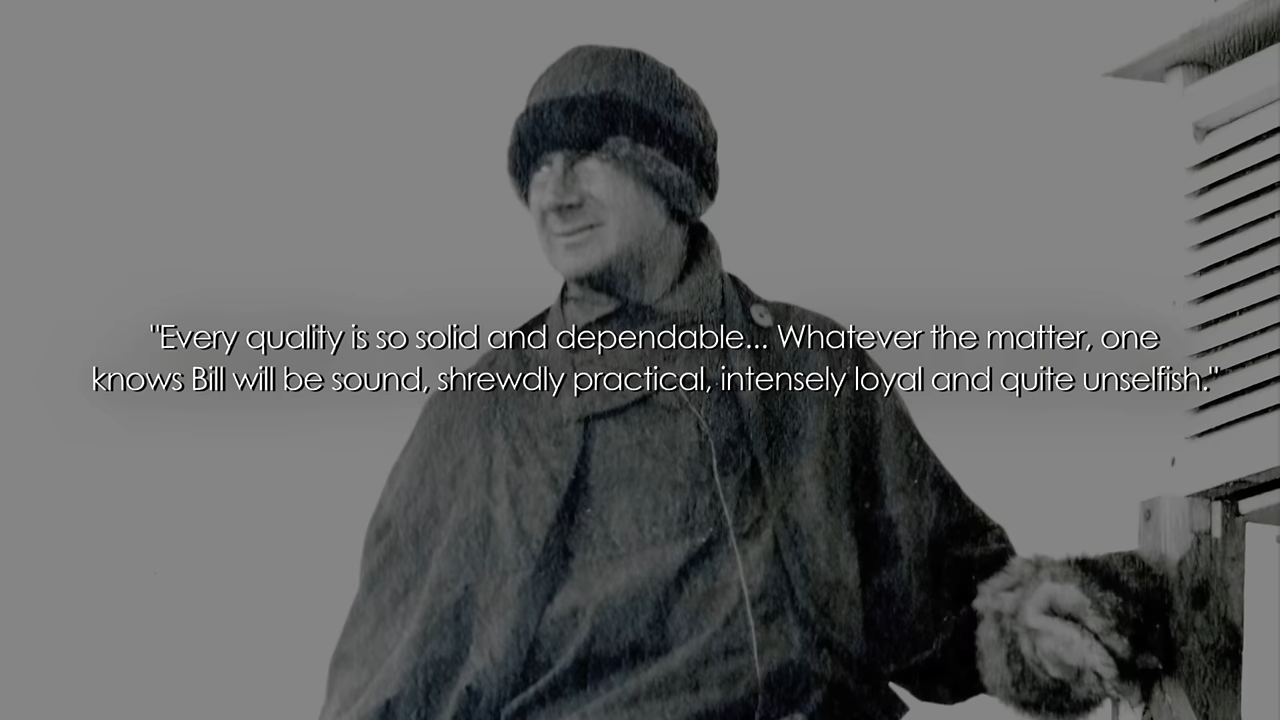 "Every quality is so solid and dependable... Whatever the matter, one
knows Bill will be sound, shrewdly practical, intensely loyal and quite unselfish."